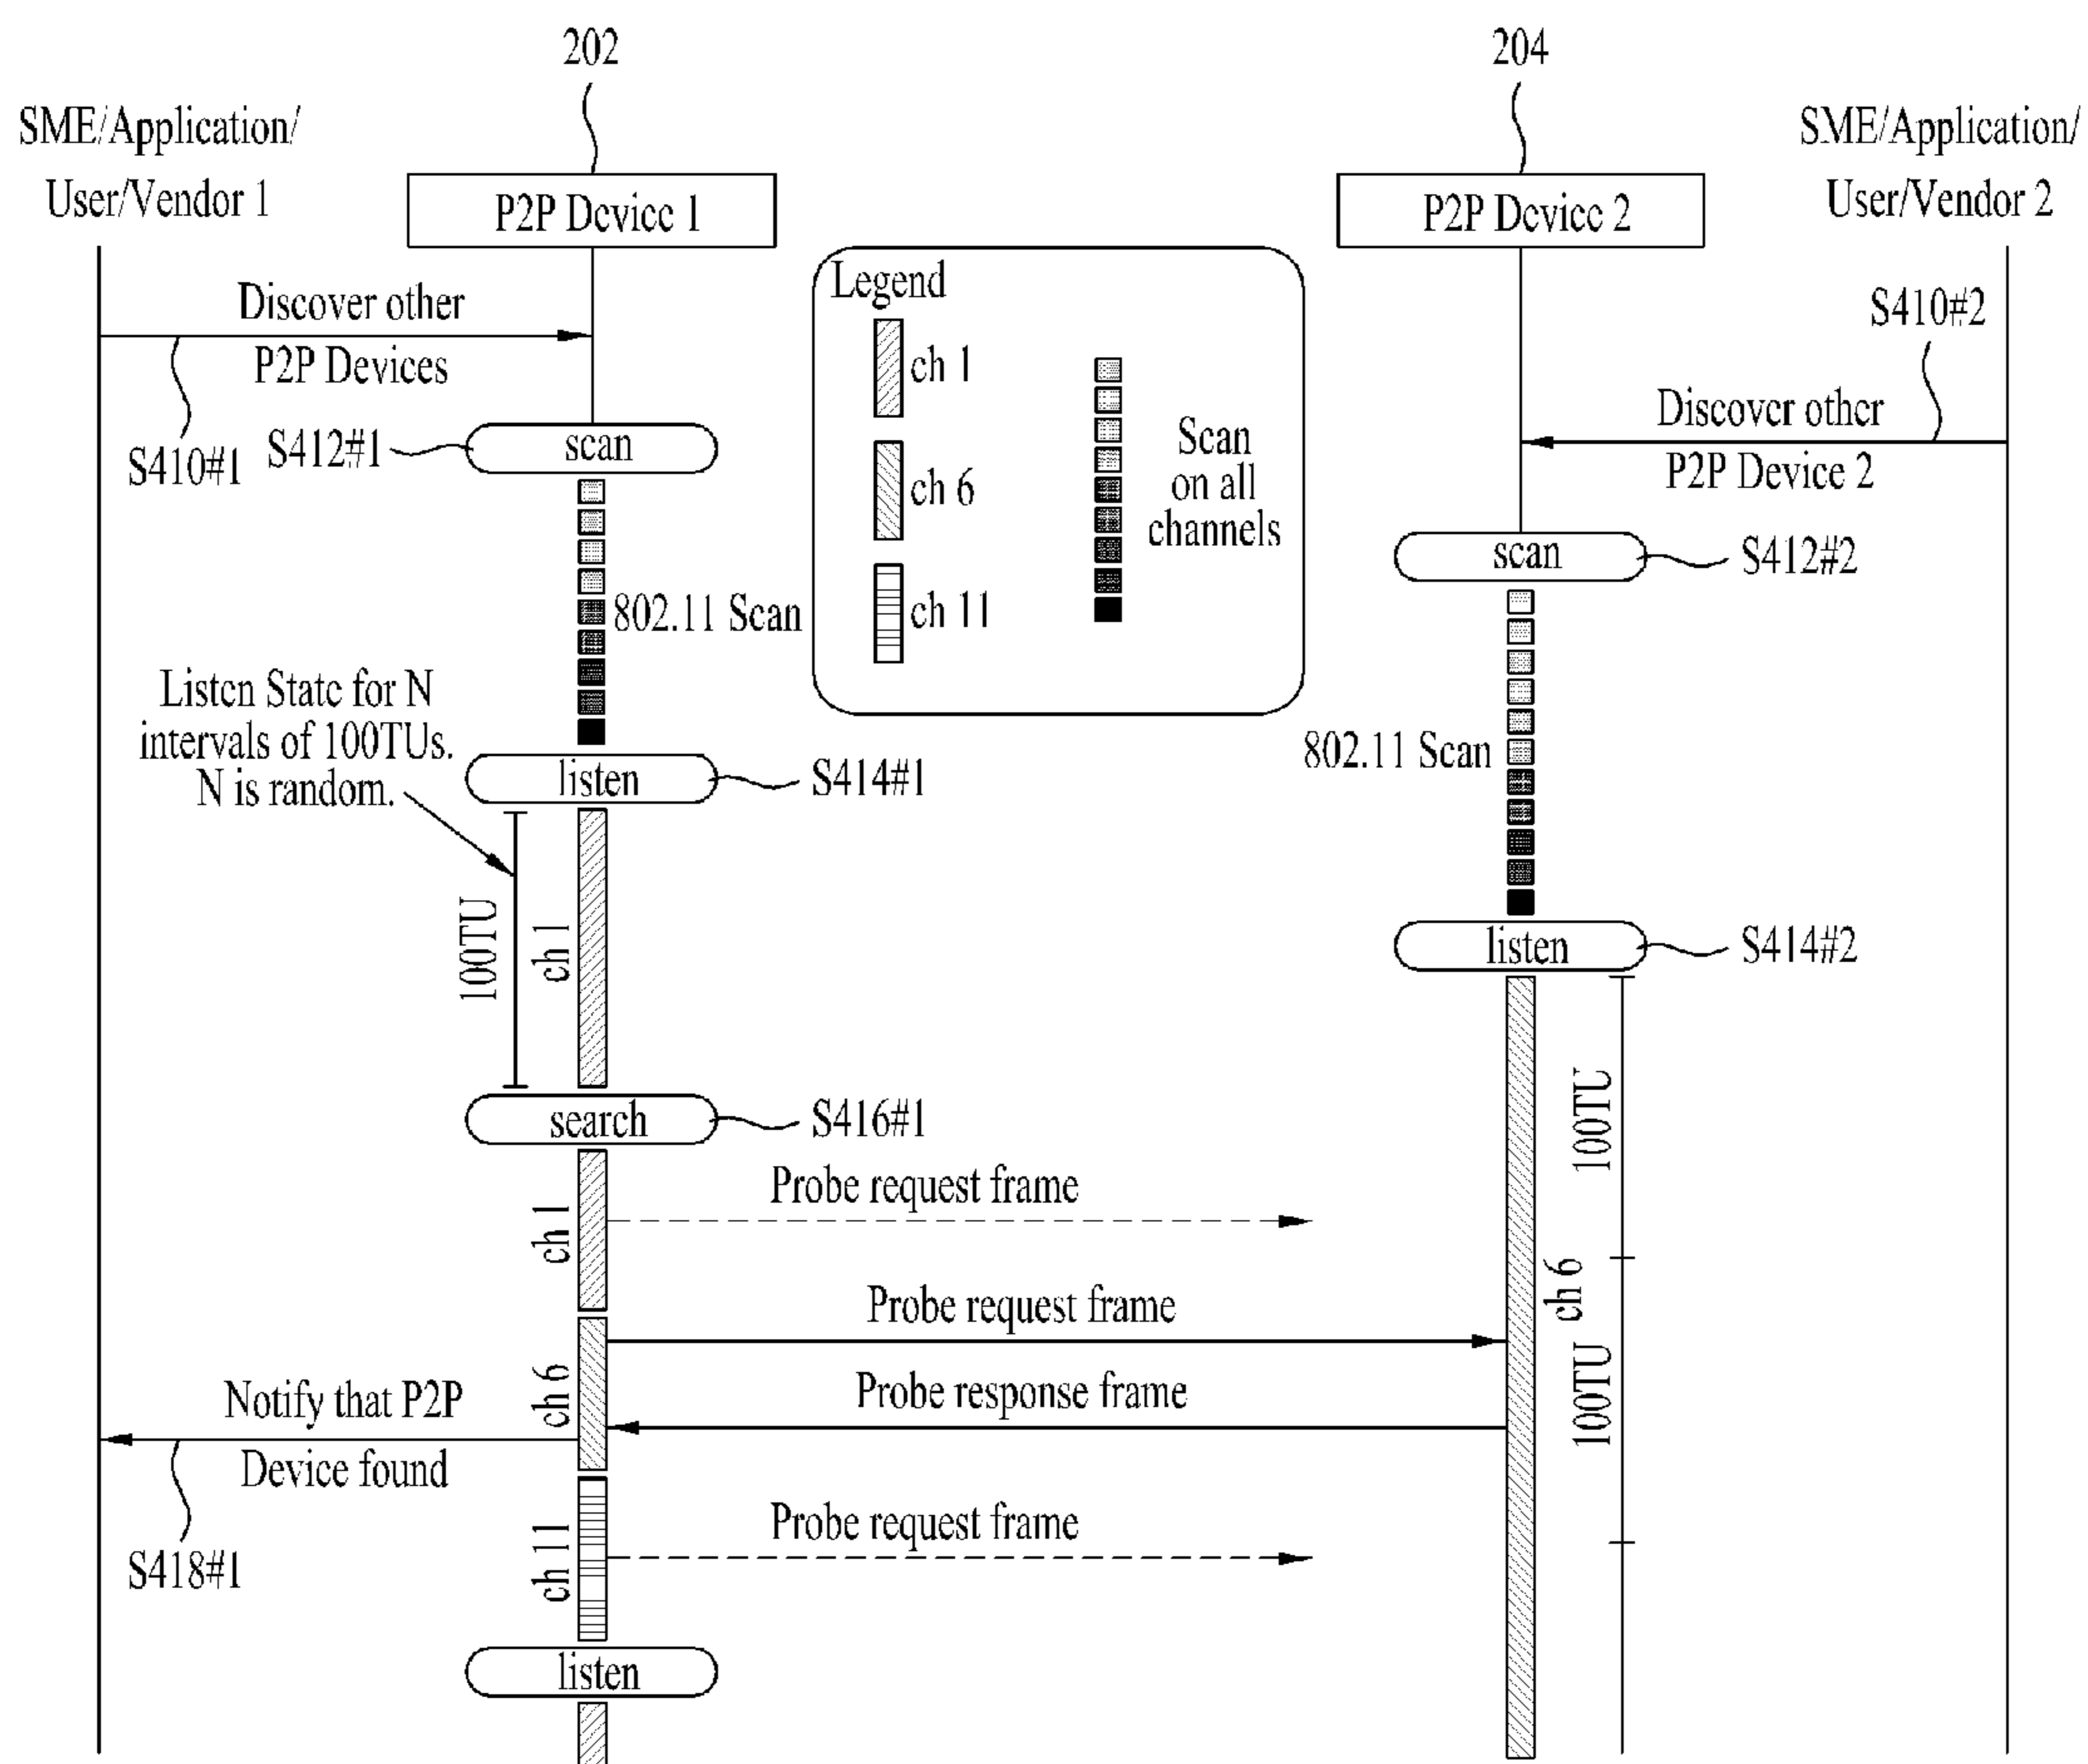 202
204
SME/Application/
User/Vendor 1
P2P Device 1
P2P Device 2
SME/Application/
User/Vendor 2
Legend
ch 1
ch 6
ch 11
Scan
on all
channels
Discover other
P2P Devices
S410#1
S410#2
Discover other
P2P Device 2
S412#1
scan
scan
S412#2
802.11 Scan
802.11 Scan
Listen State for N
intervals of 100TUs.
N is random.
listen
S414#1
listen
S414#2
100TU
ch 1
search
S416#1
100TU
ch 1
Probe request frame
ch 6
Probe request frame
ch 6
100TU
Probe response frame
Notify that P2P
Device found
S418#1
ch 11
Probe request frame
listen